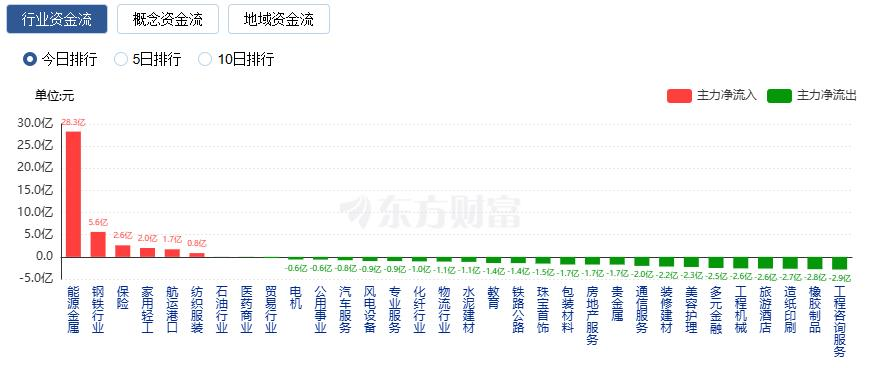 行业资金流 概念资金流 地域资金流
今日排行 5日排行 10日排行
单位:元 主力净流入 主力净流出
30.0亿
25.0亿
20.0亿
15.0亿
10.0亿
5.0亿
0.0
-5.0亿
28.3亿 5.6亿 2.6亿 2.0亿 1.7亿 0.8亿 -0.6亿 -0.6亿 -0.8亿 -0.9亿 -0.9亿 -1.0亿 -1.1亿 -1.1亿 -1.4亿 -1.4亿 -1.5亿 -1.7亿 -1.7亿 -1.7亿 -2.0亿 -2.2亿 -2.3亿 -2.5亿 -2.6亿 -2.6亿 -2.7亿 -2.8亿 -2.9亿
东方财富
能源金属
钢铁行业
保险
家用轻工
航运港口
纺织服装
石油行业
医药商业
贸易行业
电机
公用事业
汽车服务
风电设备
专业服务
化纤行业
物流行业
水泥建材
教育
铁路公路
珠宝首饰
包装材料
房地产服务
贵金属
通信服务
装修建材
美容护理
多元金融
工程机械
旅游酒店
造纸印刷
橡胶制品
工程咨询服务